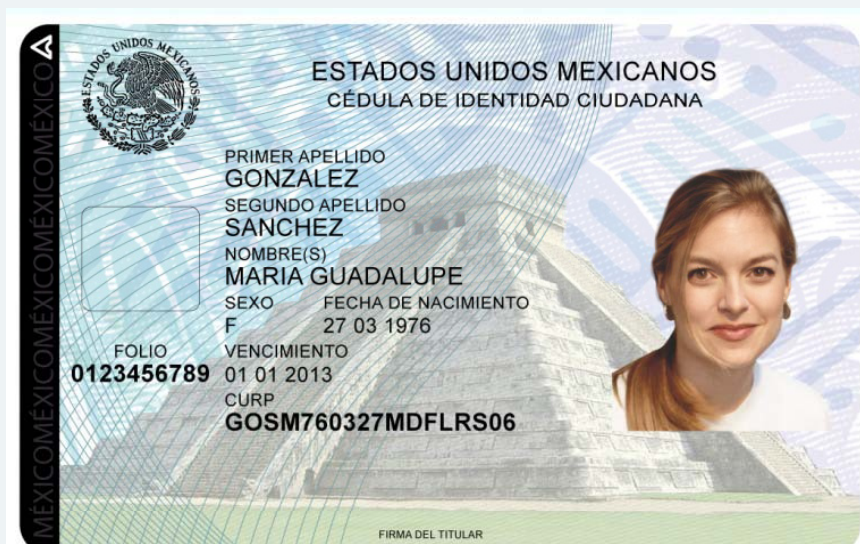 ESTADOS UNIDOS MEXICANOS
ESTADOS UNIDOS MEXICANOS
CÉDULA DE IDENTIDAD CIUDADANA
PRIMER APELLIDO
GONZALEZ
SEGUNDO APELLIDO
SANCHEZ
NOMBRE(S)
MARIA GUADALUPE
SEXO FECHA DE NACIMIENTO
F 27 03 1976
FOLIO VENCIMIENTO
0123456789 01 01 2013
CURP
GOSM760327MDFLRS06
FIRMA DEL TITULAR
MÉXICOMÉXICOMÉXICOMÉXICOMÉXICOMÉXICO